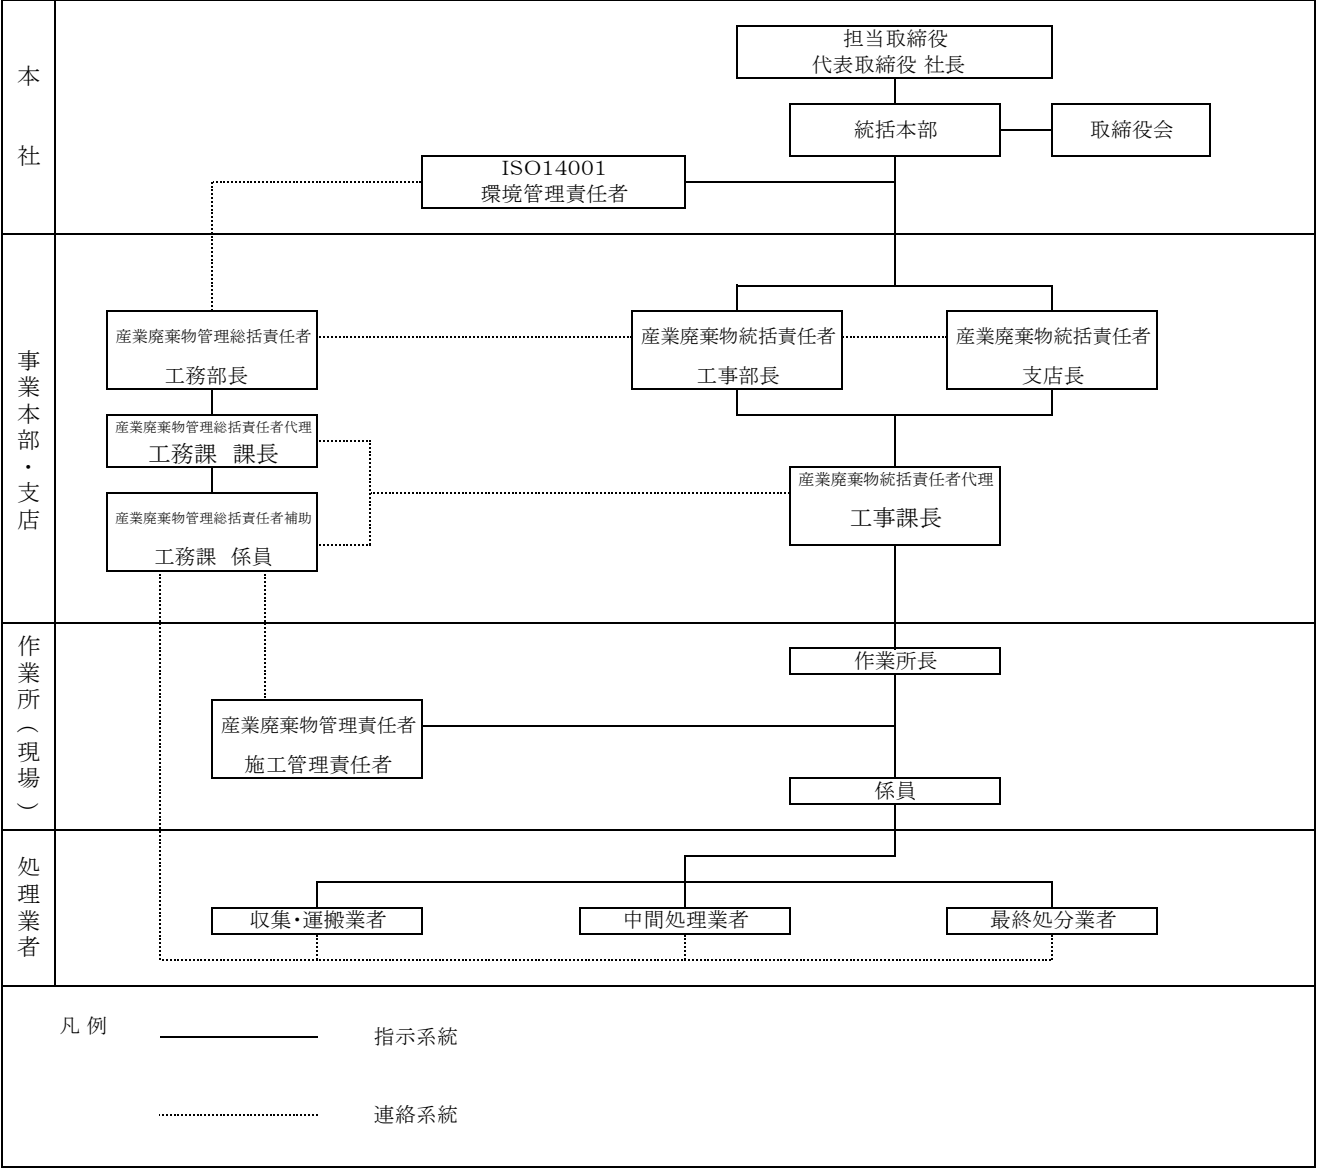 本社
担当取締役
代表取締役 社長
統括本部
取締役会
ISO14001
環境管理責任者
事業本部・支店
産業廃棄物管理総括責任者
工務部長
産業廃棄物統括責任者
工事部長
産業廃棄物統括責任者
支店長
産業廃棄物管理総括責任者代理
工務課 課長
産業廃棄物管理総括責任者補助
工務課 係員
産業廃棄物統括責任者代理
工事課長
作業所(現場)
作業所長
産業廃棄物管理責任者
施工管理責任者
係員
処理業者
収集・運搬業者
中間処理業者
最終処分業者
凡 例
指示系統
連絡系統